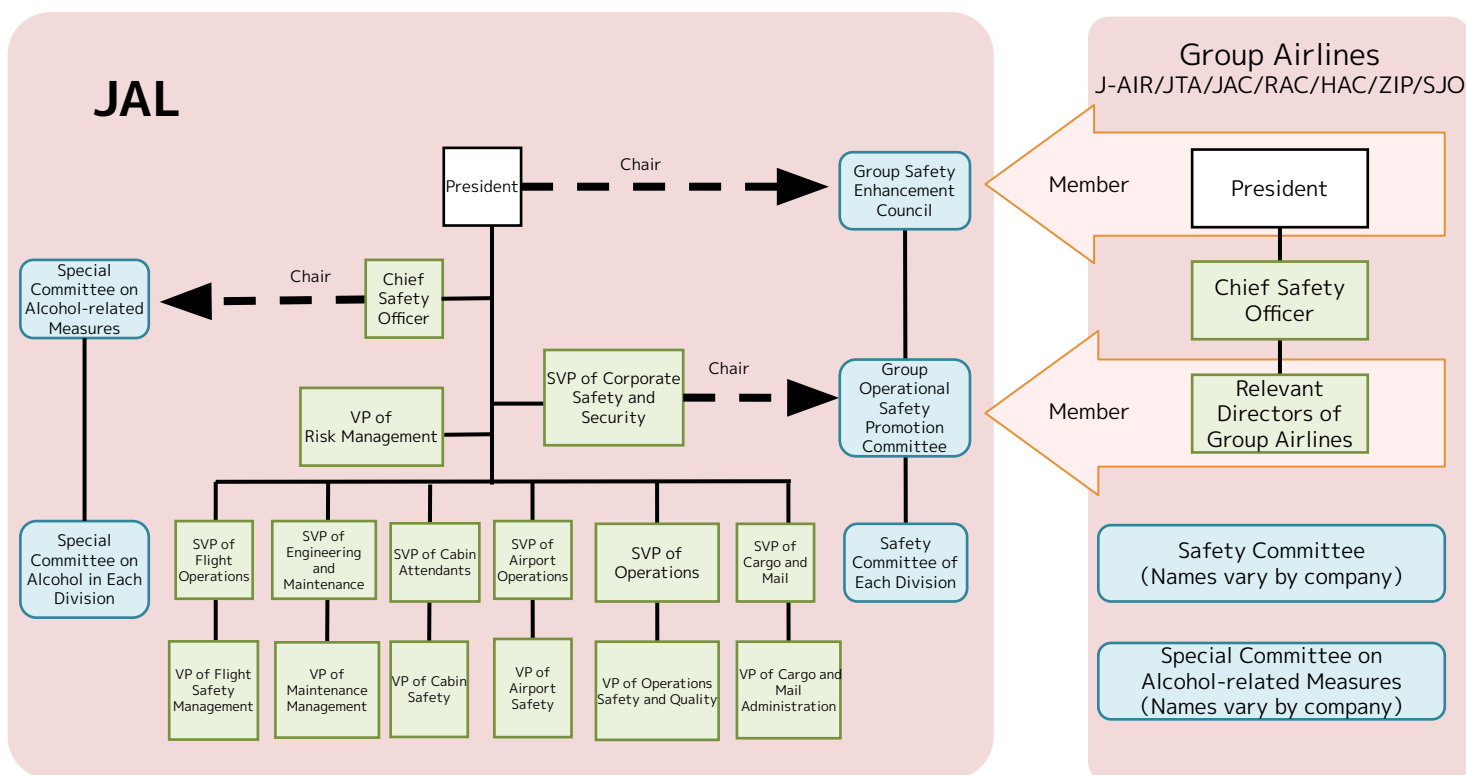 JAL
President
Chair
Group Safety
Enhancement
Council
Special
Committee on
Alcohol-related
Measures
Chair
Chief
Safety
Officer
SVP of Corporate
Safety and
Security
Chair
Group
Operational
Safety
Promotion
Committee
VP of
Risk Management
Special
Committee on
Alcohol in Each
Division
SVP of
Flight
Operations
SVP of
Engineering
and
Maintenance
SVP of Cabin
Attendants
SVP of
Airport
Operations
SVP of
Operations
SVP of
Cargo and
Mail
Safety
Committee of
Each Division
VP of Flight
Safety
Management
VP of
Maintenance
Management
VP of Cabin
Safety
VP of
Airport
Safety
VP of Operations
Safety and Quality
VP of Cargo and
Mail
Administration
Group Airlines
J-AIR/JTA/JAC/RAC/HAC/ZIP/SJO
Member
President
Chief Safety
Officer
Member
Relevant
Directors of
Group Airlines
Safety Committee
(Names vary by company)
Special Committee on
Alcohol-related Measures
(Names vary by company)